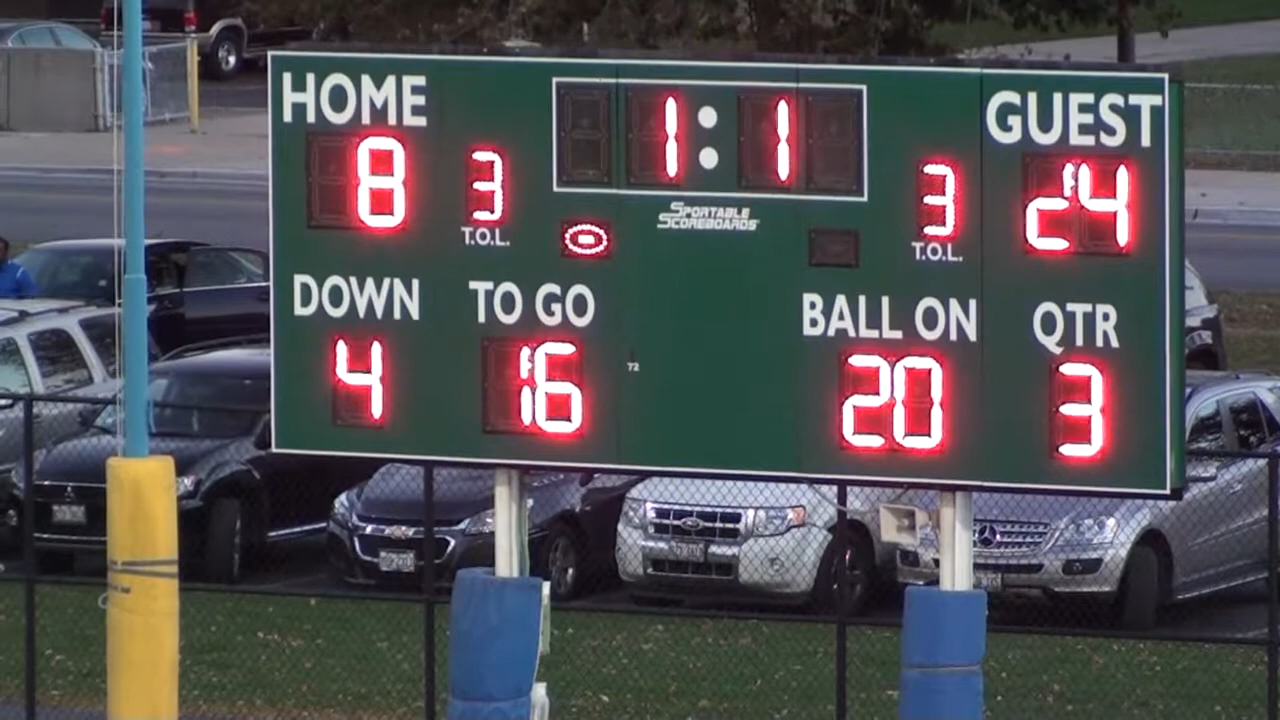 HOME
1:1
GUEST
8
3
3
24
T.O.L.
SPORTABLE
SCOREBOARDS
T.O.L.
DOWN
TO GO
BALL ON
QTR
4
16
72
20
3